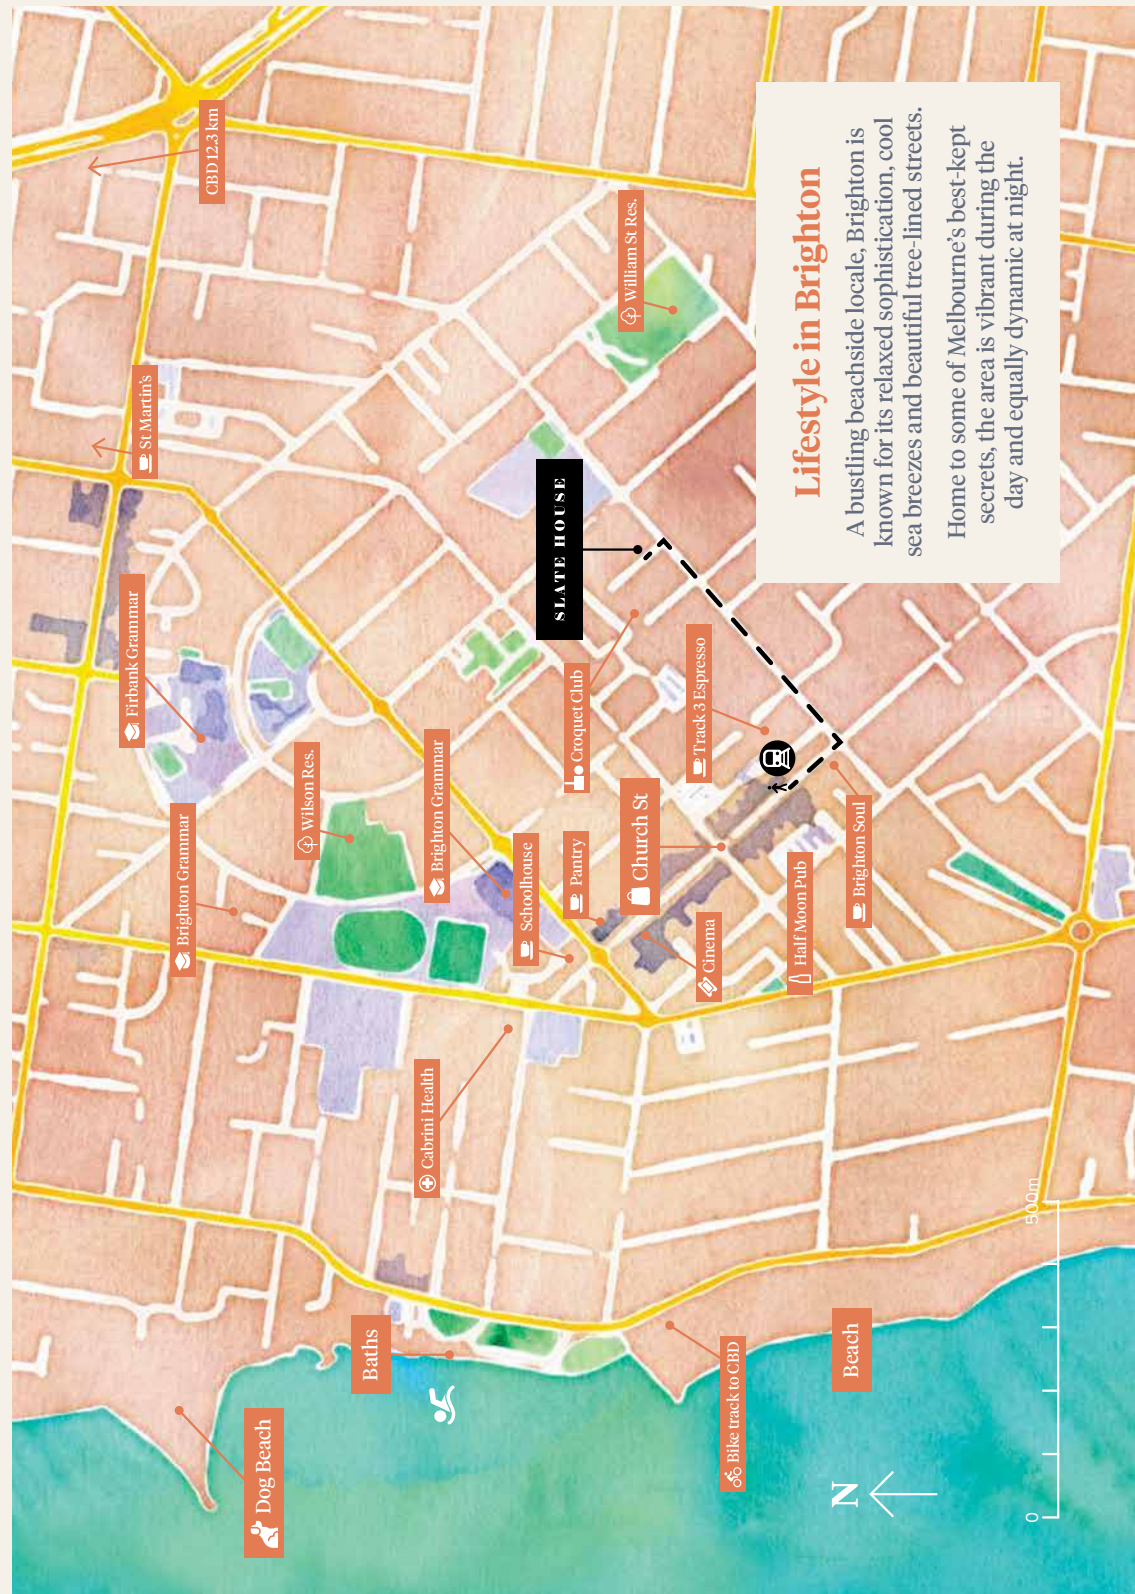 Lifestyle in Brighton
A bustling beachside locale, Brighton is
known for its relaxed sophistication, cool
sea breezes and beautiful tree-lined streets.
Home to some of Melbourne’s best-kept
secrets, the area is vibrant during the
day and equally dynamic at night.
CBD 12.3 km
St Martin’s
Firbank Grammar
Brighton Grammar
Wilson Res.
William St Res.
SLATE HOUSE
Brighton Grammar
Schoolhouse
Croquet Club
Pantry
Church St
Track 3 Espresso
Cinema
Half Moon Pub
Brighton Soul
Cabrini Health
Baths
Dog Beach
Bike track to CBD
Beach
N
0
500m